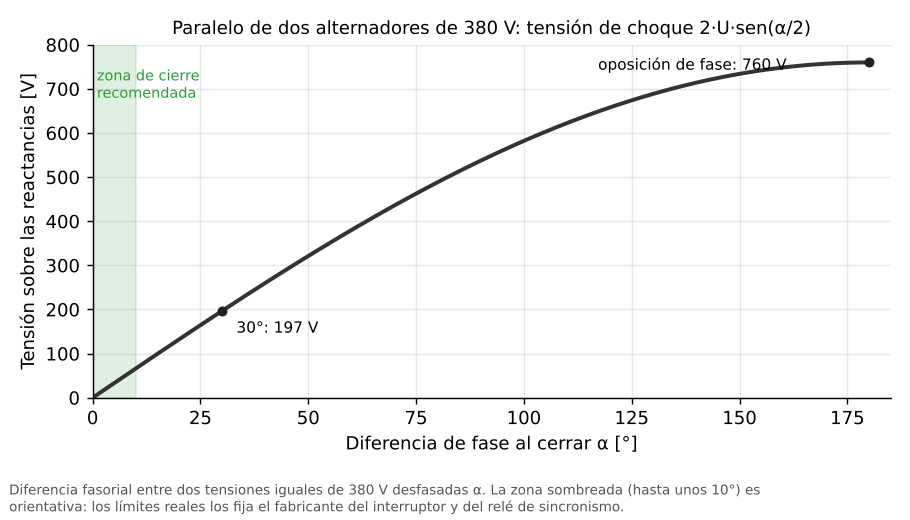 Paralelo de dos alternadores de 380 V: tensión de choque 2·U·sen(α/2)
800
700
600
500
400
300
200
100
0
Tensión sobre las reactancias [V]
zona de cierre
recomendada
oposición de fase: 760 V
30°: 197 V
0
25
50
75
100
125
150
175
Diferencia de fase al cerrar α [°]
Diferencia fasorial entre dos tensiones iguales de 380 V desfasadas α. La zona sombreada (hasta unos 10°) es
orientativa: los límites reales los fija el fabricante del interruptor y del relé de sincronismo.